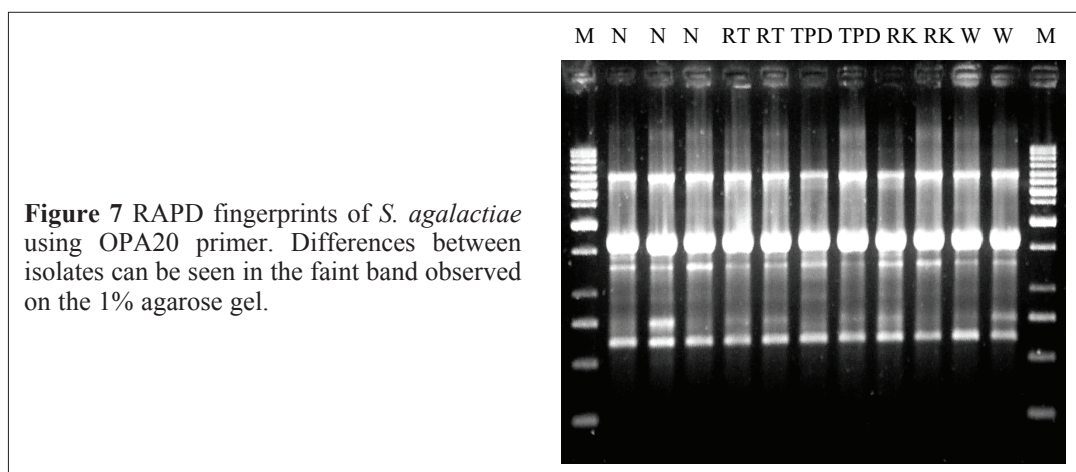 M N N N RT RT TPD TPD RK RK W W M
Figure 7 RAPD fingerprints of S. agalactiae
using OPA20 primer. Differences between
isolates can be seen in the faint band observed
on the 1% agarose gel.